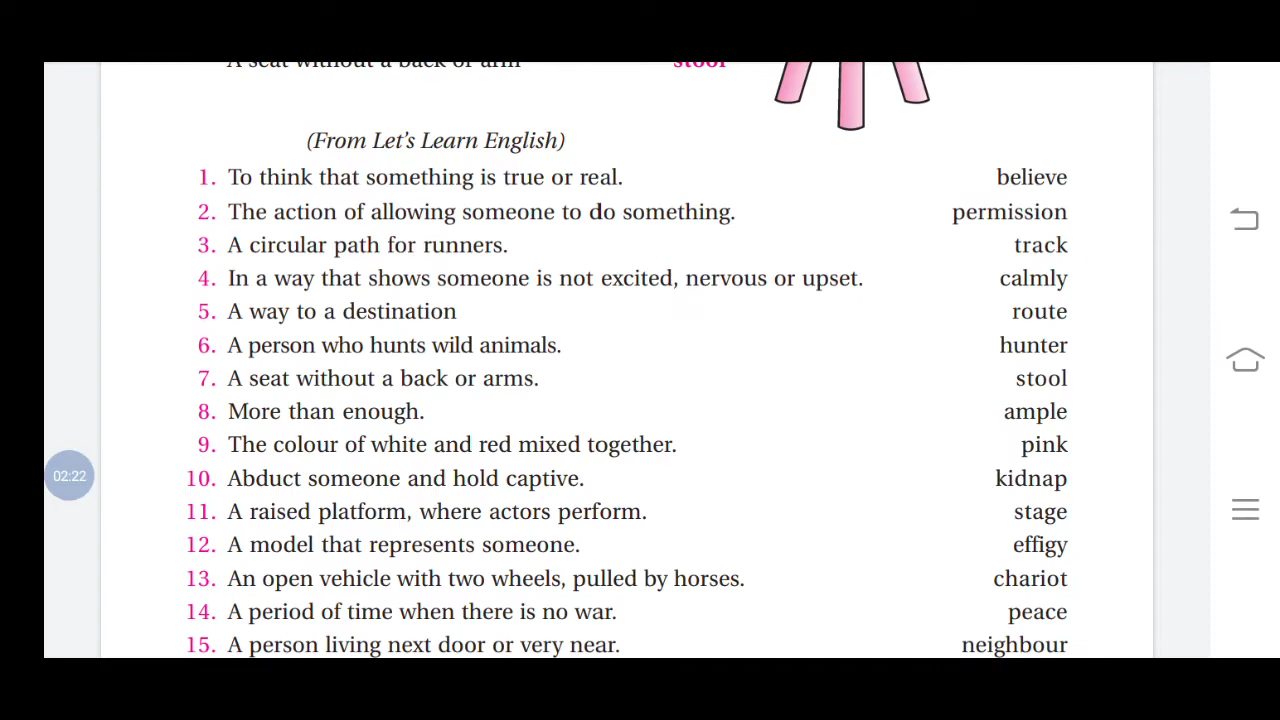 A seat without a back or arm stool
(From Let's Learn English)
1. To think that something is true or real. believe
2. The action of allowing someone to do something. permission
3. A circular path for runners. track
4. In a way that shows someone is not excited, nervous or upset. calmly
5. A way to a destination route
6. A person who hunts wild animals. hunter
7. A seat without a back or arms. stool
8. More than enough. ample
9. The colour of white and red mixed together. pink
10. Abduct someone and hold captive. kidnap
11. A raised platform, where actors perform. stage
12. A model that represents someone. effigy
13. An open vehicle with two wheels, pulled by horses. chariot
14. A period of time when there is no war. peace
15. A person living next door or very near. neighbour
02:22